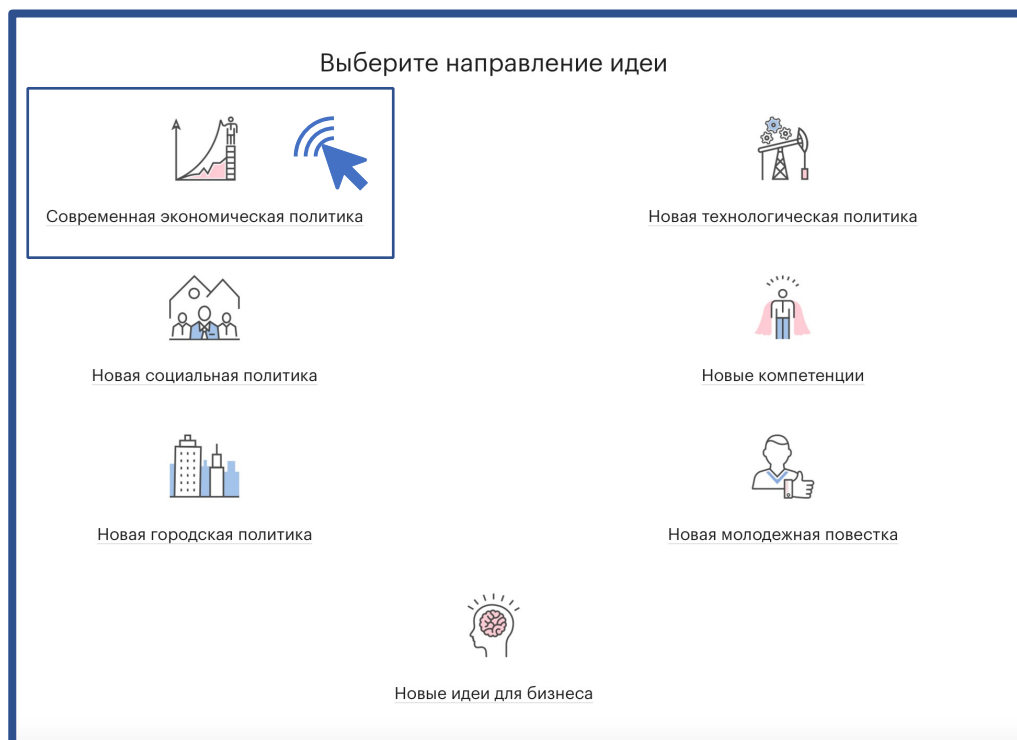 Выберите направление идеи
Современная экономическая политика
Новая технологическая политика
Новая социальная политика
Новые компетенции
Новая городская политика
Новая молодежная повестка
Новые идеи для бизнеса